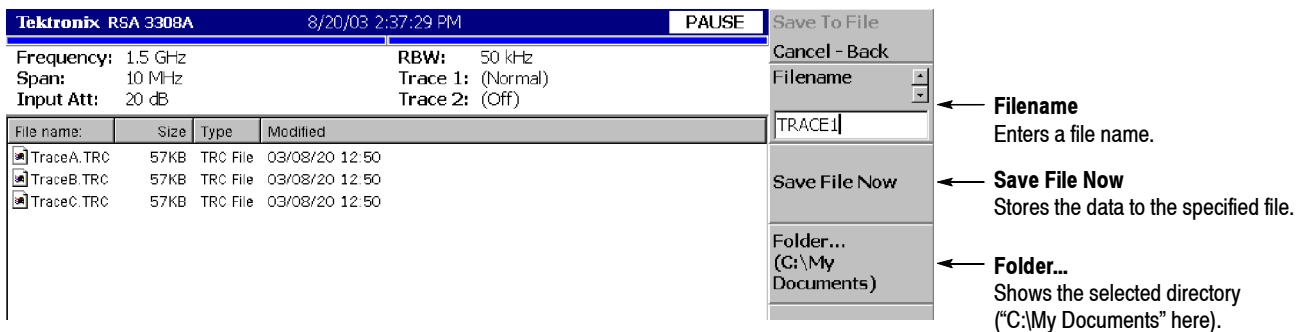 Tektronix RSA 3308A 8/20/03 2:37:29 PM PAUSE
Frequency: 1.5 GHz RBW: 50 kHz
Span: 10 MHz Trace 1: (Normal)
Input Att: 20 dB Trace 2: (Off)
File name: Size Type Modified
TraceA.TRC 57KB TRC File 03/08/20 12:50
TraceB.TRC 57KB TRC File 03/08/20 12:50
TraceC.TRC 57KB TRC File 03/08/20 12:50
Save To File
Cancel - Back
Filename
TRACE1
Save File Now
Folder...
(C:\My
Documents)
Filename
Enters a file name.
Save File Now
Stores the data to the specified file.
Folder...
Shows the selected directory
(“C:\My Documents” here).